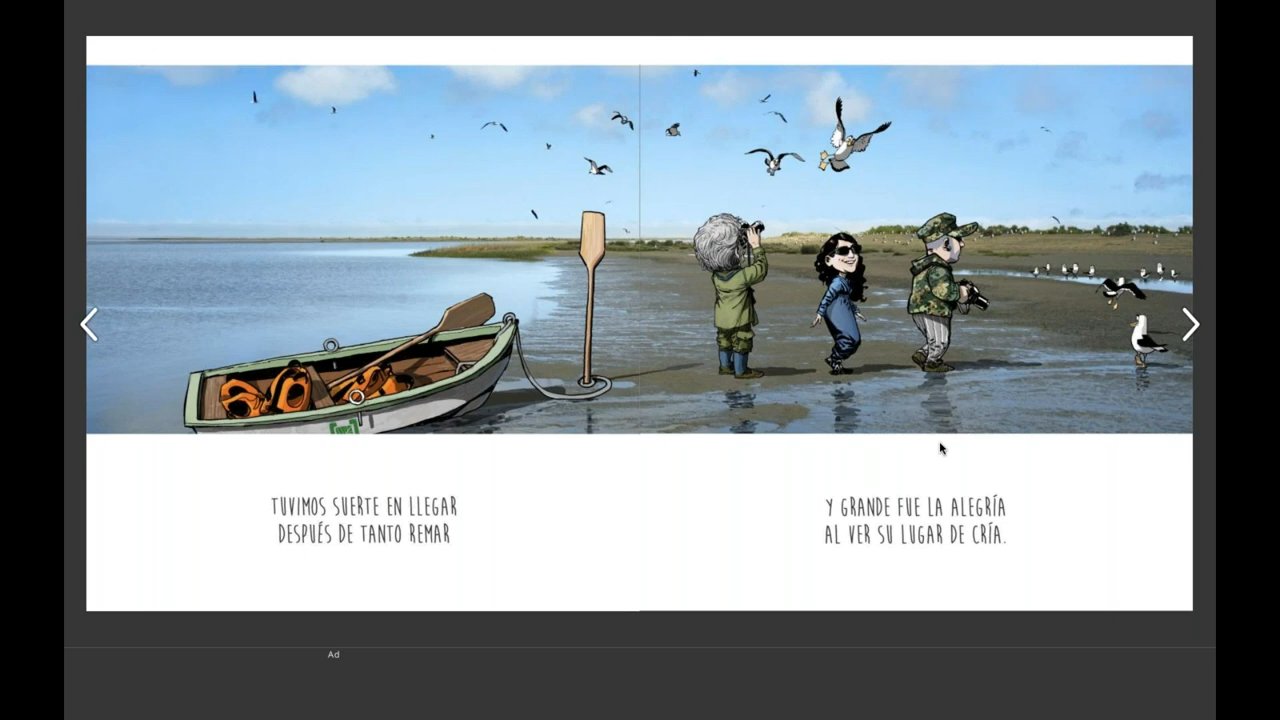 TUVIMOS SUERTE EN LLEGAR
DESPUÉS DE TANTO REMAR
Y GRANDE FUE LA ALEGRÍA
AL VER SU LUGAR DE CRÍA.
Ad